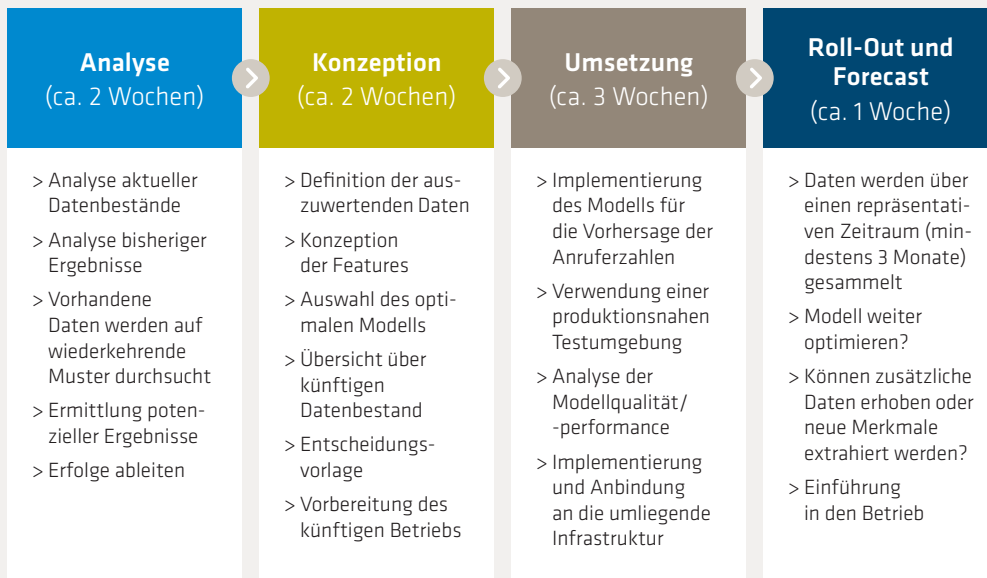 Analyse
(ca. 2 Wochen)
> Analyse aktueller
Datenbestände
> Analyse bisheriger
Ergebnisse
> Vorhandene
Daten werden auf
wiederkehrende
Muster durchsucht
> Ermittlung poten-
zieller Ergebnisse
> Erfolge ableiten
Konzeption
(ca. 2 Wochen)
> Definition der aus-
zuwertenden Daten
> Konzeption
der Features
> Auswahl des opti-
malen Modells
> Übersicht über
künftigen
Datenbestand
> Entscheidungs-
vorlage
> Vorbereitung des
künftigen Betriebs
Umsetzung
(ca. 3 Wochen)
> Implementierung
des Modells für
die Vorhersage der
Anruferzahlen
> Verwendung einer
produktionsnahen
Testumgebung
> Analyse der
Modellqualität/
-performance
> Implementierung
und Anbindung
an die umliegende
Infrastruktur
Roll-Out und
Forecast
(ca. 1 Woche)
> Daten werden über
einen repräsentati-
ven Zeitraum (min-
destens 3 Monate)
gesammelt
> Modell weiter
optimieren?
> Können zusätzliche
Daten erhoben oder
neue Merkmale
extrahiert werden?
> Einführung
in den Betrieb